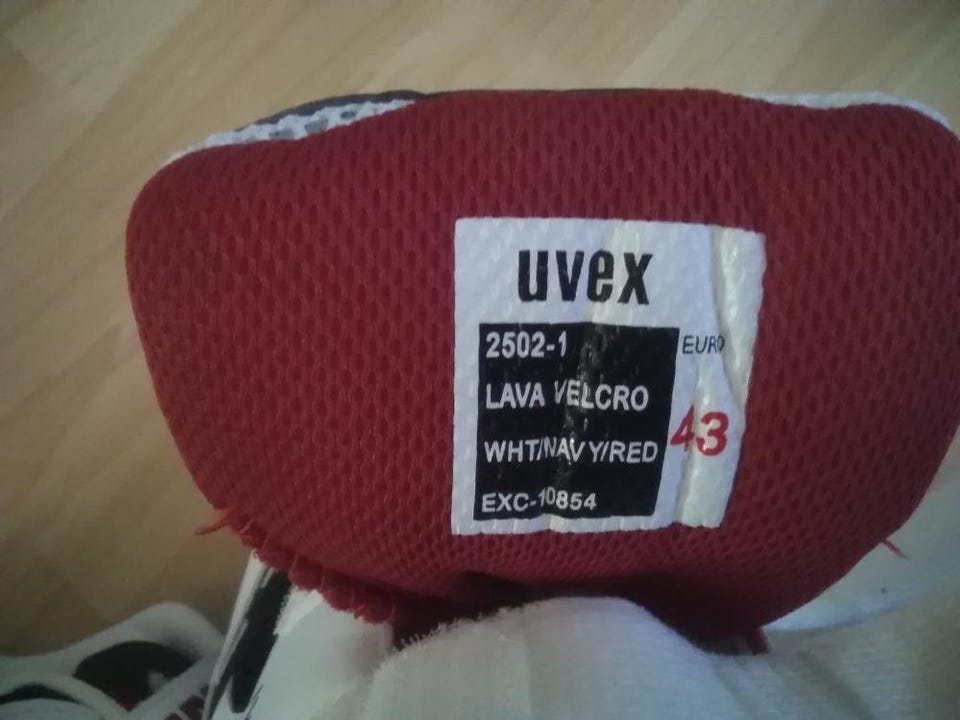 uvex
2502-1
EURO
LAVA VELCRO
43
WHT/NAVY/RED
EXC-10854